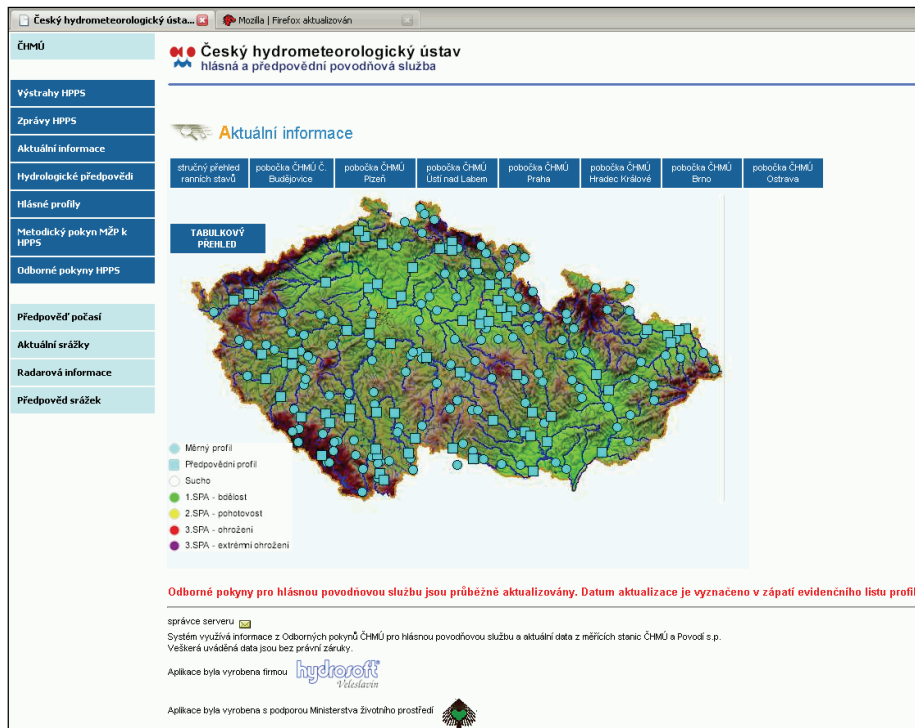 Český hydrometeorologický ústa...
Mozilla | Firefox aktualizován
ČHMÚ
Výstrahy HPPS
Zprávy HPPS
Aktuální informace
Hydrologické předpovědi
Hlásné profily
Metodický pokyn MŽP k
HPPS
Odborné pokyny HPPS
Předpověď počasí
Aktuální srážky
Radarová informace
Předpověd srážek
Český hydrometeorologický ústav
hlásná a předpovědní povodňová služba
Aktuální informace
stručný přehled
ranních stavů
pobočka ČHMÚ Č.
Budějovice
pobočka ČHMÚ
Plzeň
pobočka ČHMÚ
Ústí nad Labem
pobočka ČHMÚ
Praha
pobočka ČHMÚ
Hradec Králové
pobočka ČHMÚ
Brno
pobočka ČHMÚ
Ostrava
TABULKOVÝ
PŘEHLED
Měrný profil
Předpovědní profil
Sucho
1.SPA - bdělost
2.SPA - pohotovost
3.SPA - ohrožení
3.SPA - extrémní ohrožení
Odborné pokyny pro hlásnou povodňovou službu jsou průběžně aktualizovány. Datum aktualizace je vyznačeno v zápatí evidenčního listu profil
správce serveru
Systém využívá informace z Odborných pokynů ČHMÚ pro hlásnou povodňovou službu a aktuální data z měřících stanic ČHMÚ a Povodí s.p.
Veškerá uváděná data jsou bez právní záruky.
Aplikace byla vyrobena firmou hydrosoft
Veleslavín
Aplikace byla vyrobena s podporou Ministerstva životního prostředí